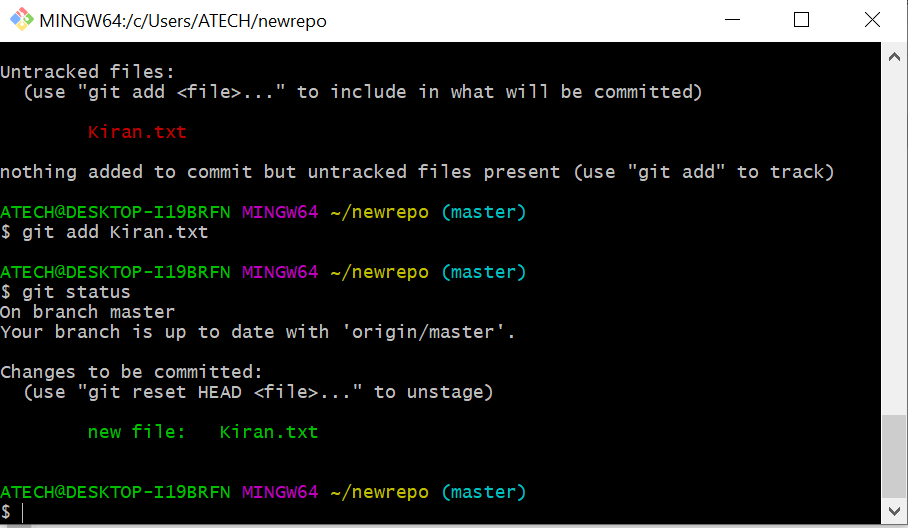 MINGW64:/c/Users/ATECH/newrepo
Untracked files:
  (use "git add <file>..." to include in what will be committed)
        Kiran.txt
nothing added to commit but untracked files present (use "git add" to track)
ATECH@DESKTOP-I19BRFN MINGW64 ~/newrepo (master)
$ git add Kiran.txt
ATECH@DESKTOP-I19BRFN MINGW64 ~/newrepo (master)
$ git status
On branch master
Your branch is up to date with 'origin/master'.
Changes to be committed:
  (use "git reset HEAD <file>..." to unstage)
        new file:   Kiran.txt
ATECH@DESKTOP-I19BRFN MINGW64 ~/newrepo (master)
$